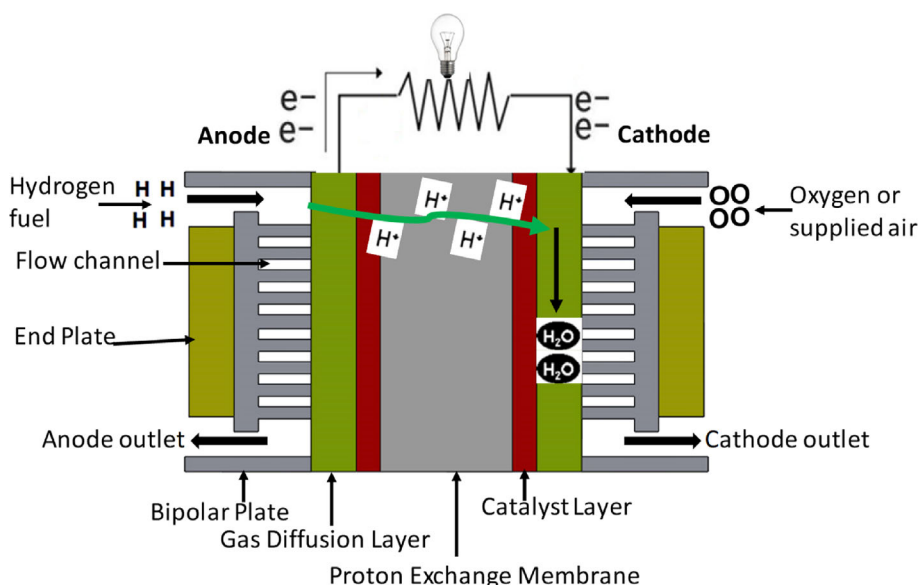 e−
e−
Anode
e−
e−
Cathode
Hydrogen
fuel
H H
H H
H⁺
H⁺
H⁺
H⁺
OO
OO
Oxygen or
supplied air
Flow channel
End Plate
H₂O
H₂O
Anode outlet
Cathode outlet
Bipolar Plate
Gas Diffusion Layer
Catalyst Layer
Proton Exchange Membrane